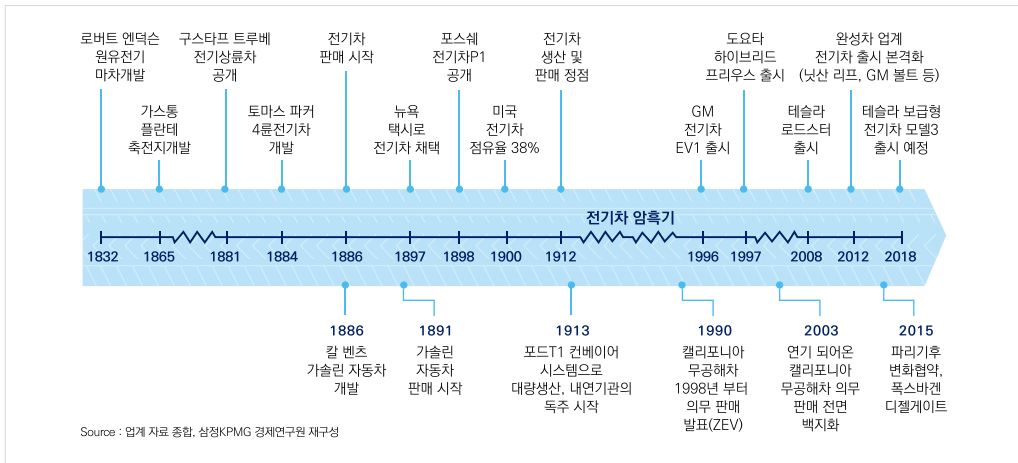 로버트 엔덕슨
원유전기
마차개발
가스통
플란테
축전지개발
구스타프 트루베
전기삼륜차
공개
토마스 파커
4륜전기차
개발
전기차
판매 시작
뉴욕
택시로
전기차 채택
포스쉐
전기차P1
공개
미국
전기차
점유율 38%
전기차
생산 및
판매 정점
GM
전기차
EV1 출시
도요타
하이브리드
프리우스 출시
테슬라
로드스터
출시
완성차 업계
전기차 출시 본격화
(닛산 리프, GM 볼트 등)
테슬라 보급형
전기차 모델3
출시 예정
전기차 암흑기
1832
1865
1881
1884
1886
1897
1898
1900
1912
1996
1997
2008
2012
2018
1886
칼 벤츠
가솔린 자동차
개발
1891
가솔린
자동차
판매 시작
1913
포드T1 컨베이어
시스템으로
대량생산, 내연기관의
독주 시작
1990
캘리포니아
무공해차
1998년 부터
의무 판매
발표(ZEV)
2003
연기 되어온
캘리포니아
무공해차 의무
판매 전면
백지화
2015
파리기후
변화협약,
폭스바겐
디젤게이트
Source : 업계 자료 종합, 삼정KPMG 경제연구원 재구성